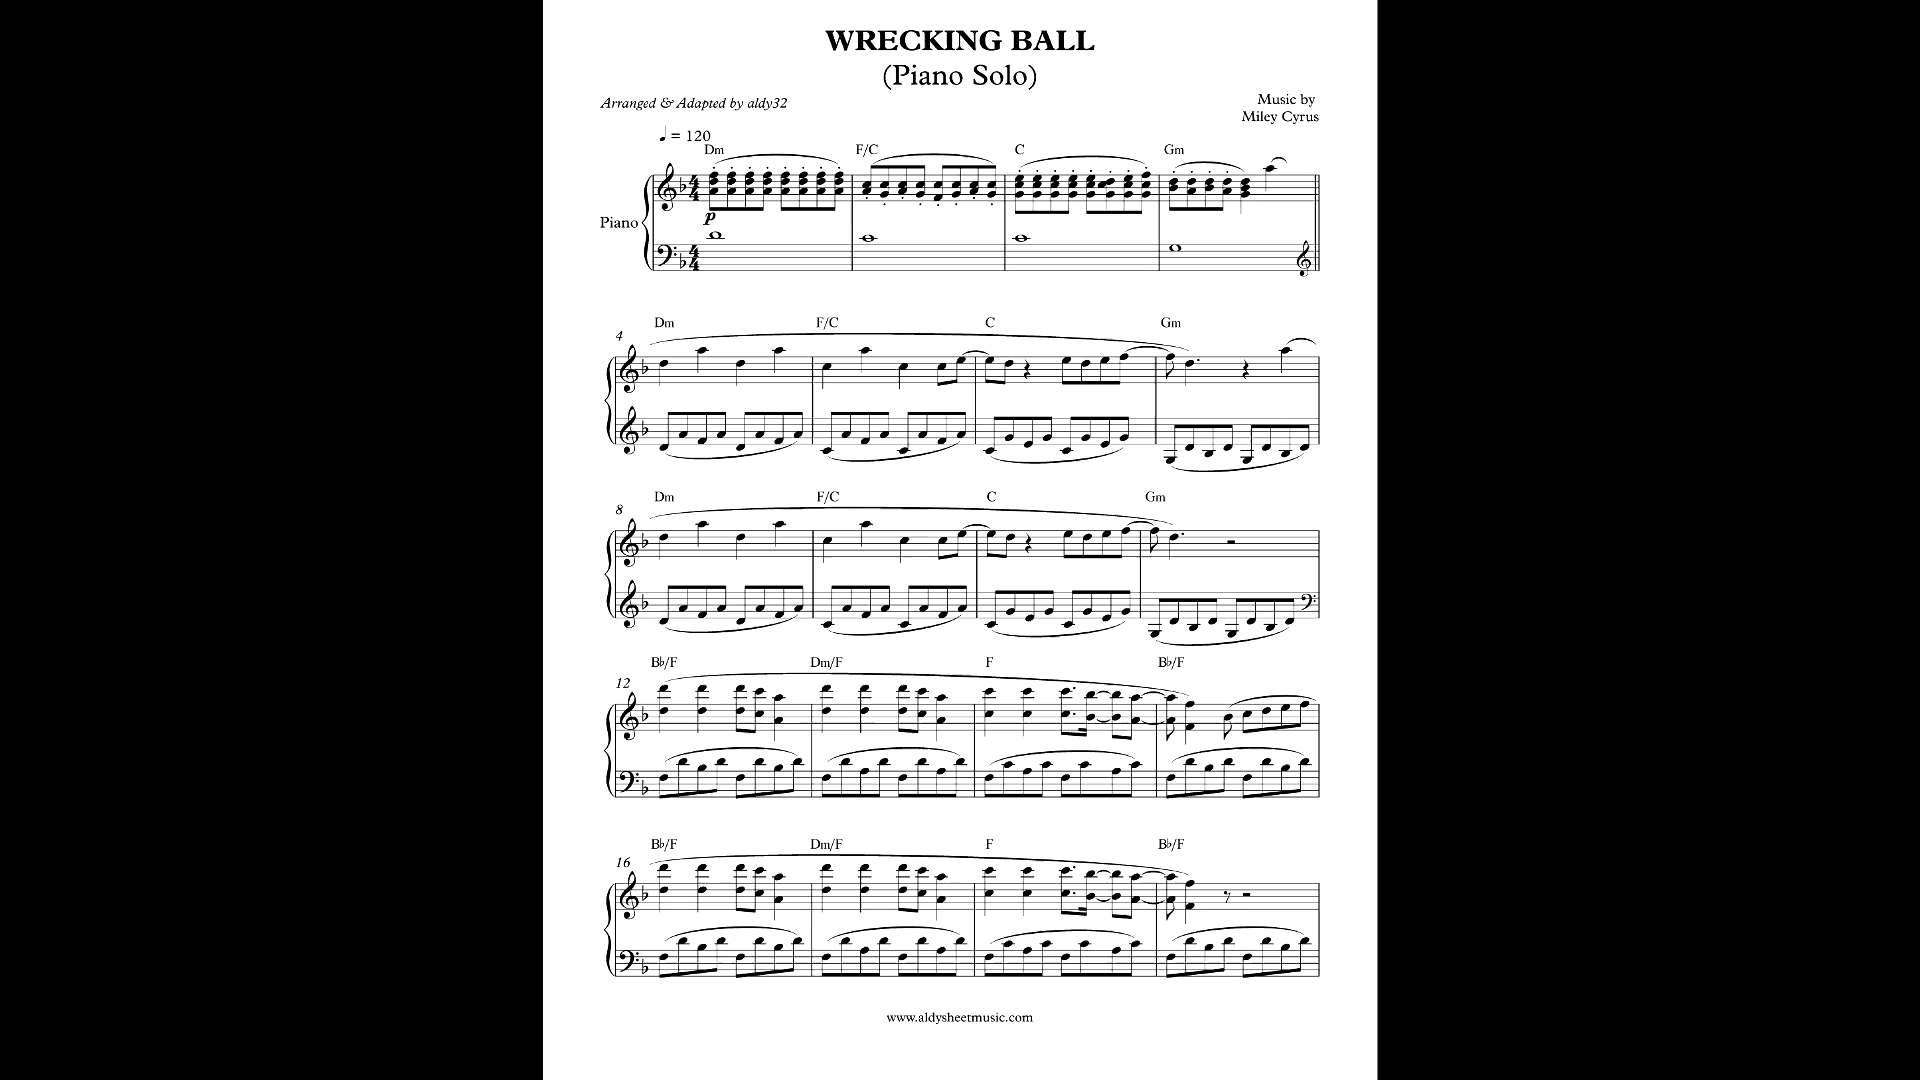 WRECKING BALL
(Piano Solo)
Arranged & Adapted by aldy32
Music by
Miley Cyrus
♩ = 120
Dm F/C C Gm
Piano
p
4
Dm F/C C Gm
8
Dm F/C C Gm
12
B♭/F Dm/F F B♭/F
16
B♭/F Dm/F F B♭/F
www.aldysheetmusic.com